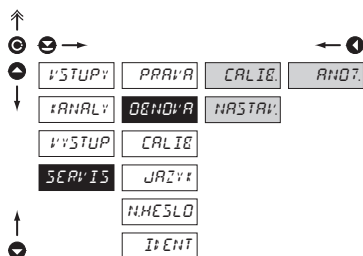 VSTUPY PRAVA CALIB. ANO?
KANALY OBNOVA NASTAV.
VYSTUP CALIB
SERVIS JAZYK
N.HESLO
IDENT